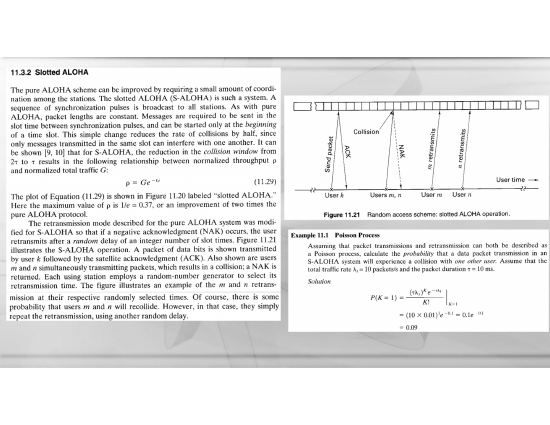 11.3.2 Slotted ALOHA
The pure ALOHA scheme can be improved by requiring a small amount of coordi-
nation among the stations. The slotted ALOHA (S-ALOHA) is such a system. A
sequence of synchronization pulses is broadcast to all stations. As with pure
ALOHA, packet lengths are constant. Messages are required to be sent in the
slot time between synchronization pulses, and can be started only at the beginning
of a time slot. This simple change reduces the rate of collisions by half, since
only messages transmitted in the same slot can interfere with one another. It can
be shown [9, 10] that for S-ALOHA, the reduction in the collision window from
2τ to τ results in the following relationship between normalized throughput ρ
and normalized total traffic G:
ρ = Ge⁻ᴳ (11.29)
The plot of Equation (11.29) is shown in Figure 11.20 labeled “slotted ALOHA.”
Here the maximum value of ρ is 1/e = 0.37, or an improvement of two times the
pure ALOHA protocol.
The retransmission mode described for the pure ALOHA system was modi-
fied for S-ALOHA so that if a negative acknowledgment (NAK) occurs, the user
retransmits after a random delay of an integer number of slot times. Figure 11.21
illustrates the S-ALOHA operation. A packet of data bits is shown transmitted
by user k followed by the satellite acknowledgment (ACK). Also shown are users
m and n simultaneously transmitting packets, which results in a collision; a NAK is
returned. Each using station employs a random-number generator to select its
retransmission time. The figure illustrates an example of the m and n retrans-
mission at their respective randomly selected times. Of course, there is some
probability that users m and n will recollide. However, in that case, they simply
repeat the retransmission, using another random delay.
Collision
Send packet
ACK
NAK
m retransmits
n retransmits
User time
User k
Users m, n
User m
User n
Figure 11.21 Random access scheme: slotted ALOHA operation.
Example 11.1 Poisson Process
Assuming that packet transmissions and retransmission can both be described as
a Poisson process, calculate the probability that a data packet transmission in an
S-ALOHA system will experience a collision with one other user. Assume that the
total traffic rate λₜ = 10 packets/s and the packet duration τ = 10 ms.
Solution
P(K = 1) = (τλₜ)ᴷ e^−τλₜ / K! | K=1
= (10 × 0.01)¹e^−0.1 = 0.1e^−0.1
= 0.09